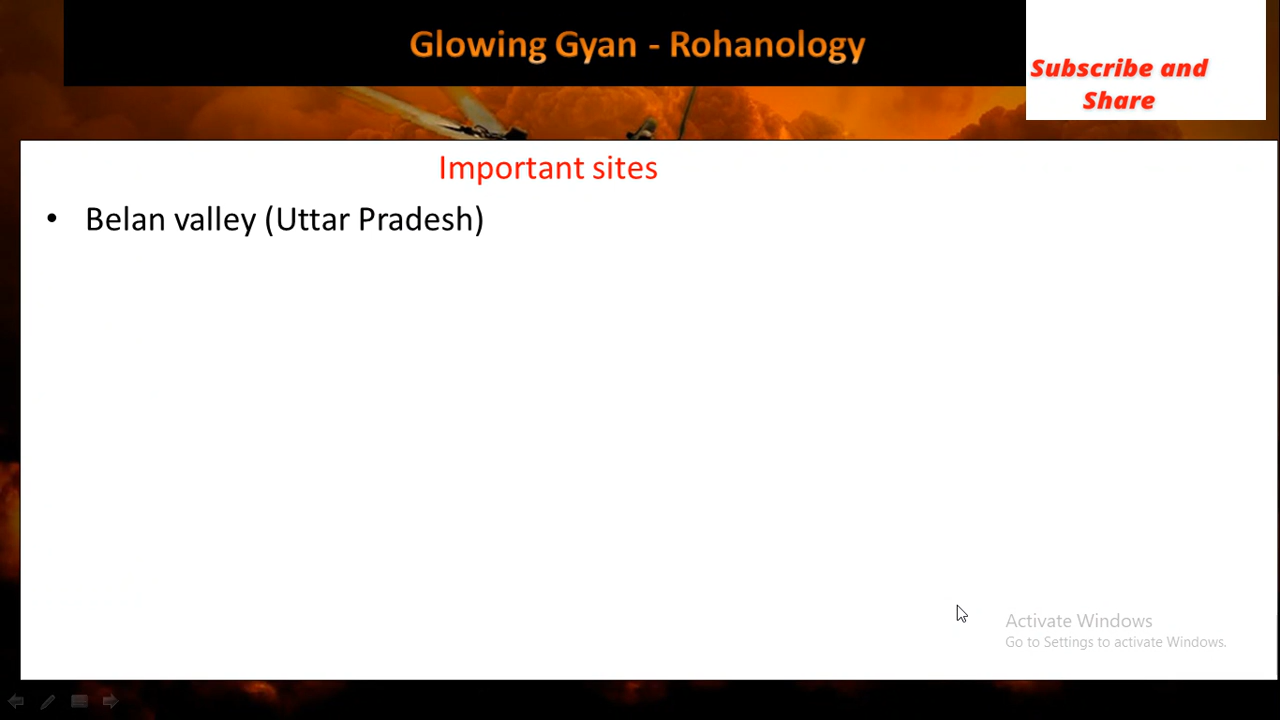 Glowing Gyan - Rohanology
Subscribe and
Share
Important sites
• Belan valley (Uttar Pradesh)
Activate Windows
Go to Settings to activate Windows.